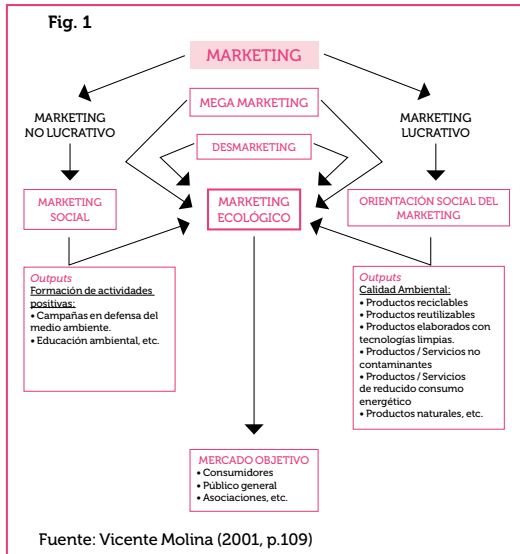 Fig. 1
MARKETING
MARKETING
NO LUCRATIVO
MEGA MARKETING
MARKETING
LUCRATIVO
DESMARKETING
MARKETING
SOCIAL
MARKETING
ECOLÓGICO
ORIENTACIÓN SOCIAL DEL
MARKETING
Outputs
Formación de actividades
positivas:
• Campañas en defensa del
medio ambiente.
• Educación ambiental, etc.
Outputs
Calidad Ambiental:
• Productos reciclables
• Productos reutilizables
• Productos elaborados con
tecnologías limpias.
• Productos / Servicios no
contaminantes
• Productos / Servicios
de reducido consumo
energético
• Productos naturales, etc.
MERCADO OBJETIVO
• Consumidores
• Público general
• Asociaciones, etc.
Fuente: Vicente Molina (2001, p.109)